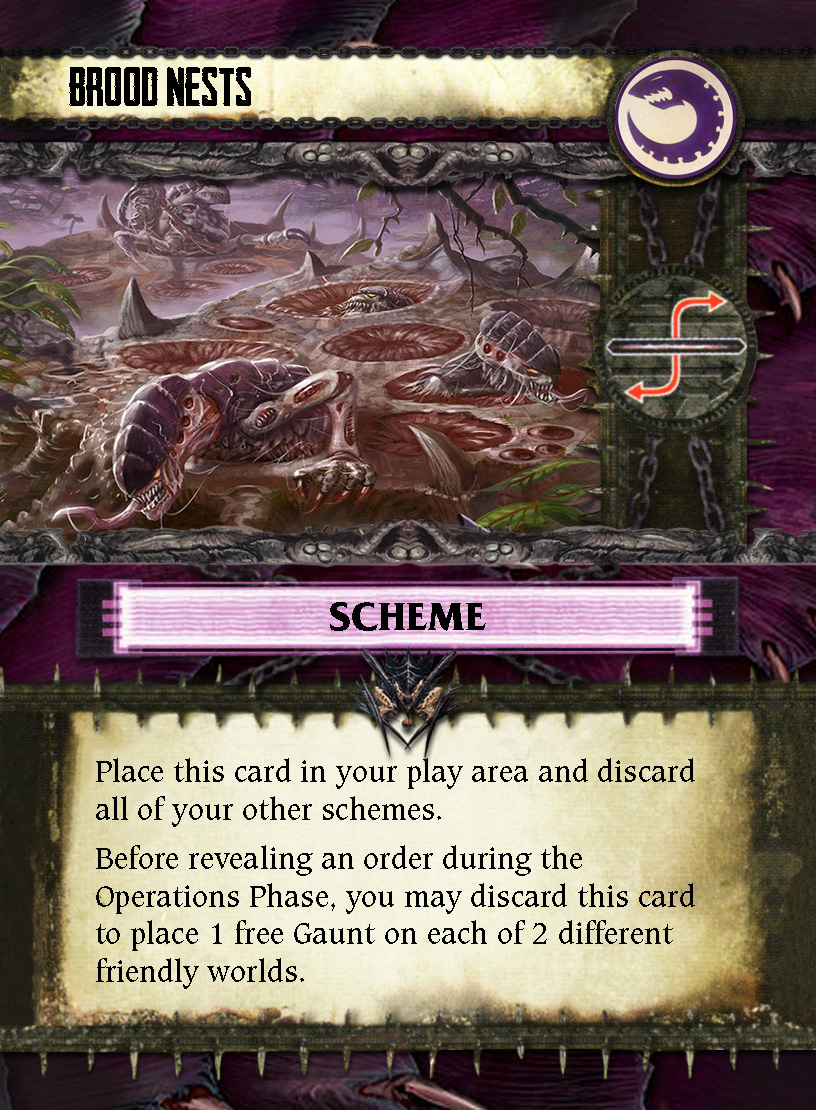 BROOD NESTS
SCHEME
Place this card in your play area and discard
all of your other schemes.
Before revealing an order during the
Operations Phase, you may discard this card
to place 1 free Gaunt on each of 2 different
friendly worlds.